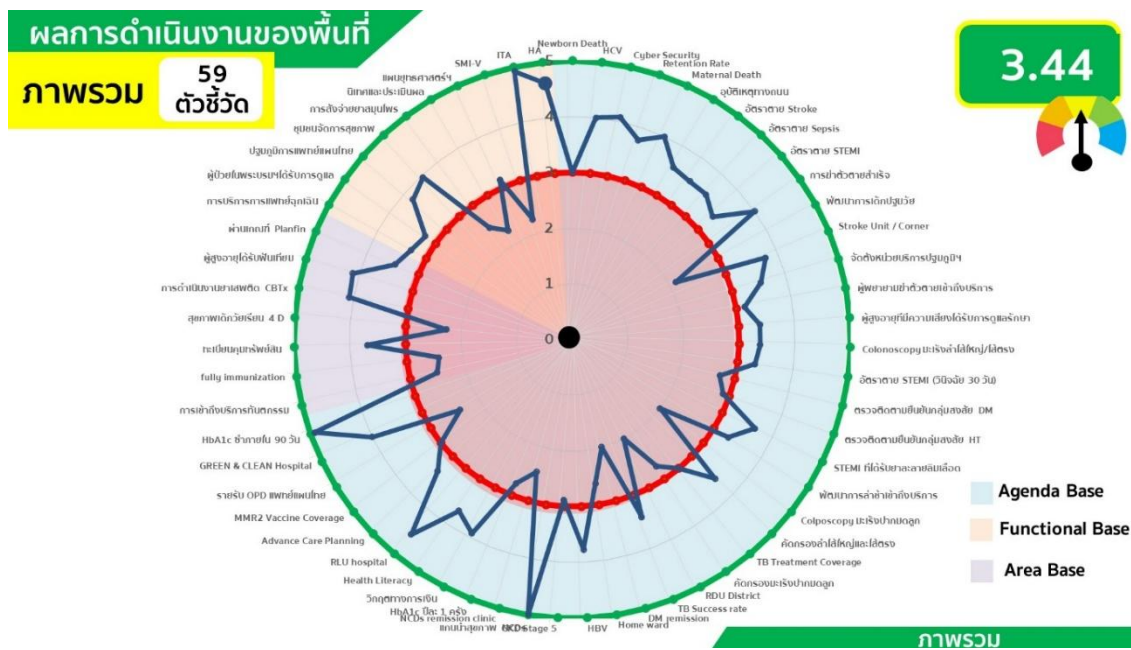 ผลการดำเนินงานของพื้นที่
ภาพรวม
59
ตัวชี้วัด
3.44
Newborn Death
HCV
Cyber Security
Retention Rate
Maternal Death
อุบัติเหตุทางถนน
อัตราตาย Stroke
อัตราตาย Sepsis
อัตราตาย STEMI
การฆ่าตัวตายสำเร็จ
พัฒนาการเด็กปฐมวัย
Stroke Unit / Corner
จัดตั้งหน่วยบริการปฐมภูมิฯ
ผู้พยายามฆ่าตัวตายเข้าถึงบริการ
ผู้สูงอายุที่มีความเสี่ยงได้รับการดูแลรักษา
Colonoscopy มะเร็งลำไส้ใหญ่/ไส้ตรง
อัตราตาย STEMI (วินิจฉัย 30 วัน)
ตรวจติดตามยืนยันกลุ่มสงสัย DM
ตรวจติดตามยืนยันกลุ่มสงสัย HT
STEMI ที่ได้รับยาละลายลิ่มเลือด
พัฒนาการล่าช้าเข้าถึงบริการ
Colposcopy มะเร็งปากมดลูก
คัดกรองลำไส้ใหญ่และไส้ตรง
TB Treatment Coverage
คัดกรองมะเร็งปากมดลูก
RDU District
TB Success rate
DM remission
Home ward
HBV
CKD Stage 5
แกนนำสุขภาพ NCDs
NCDs remission clinic
HbA1c ปีละ 1 ครั้ง
วิกฤตทางการเงิน
Health Literacy
RLU hospital
Advance Care Planning
MMR2 Vaccine Coverage
รายรับ OPD แพทย์แผนไทย
GREEN & CLEAN Hospital
HbA1c ซ้ำภายใน 90 วัน
การเข้าถึงบริการทันตกรรม
fully immunization
ทะเบียนคุมทรัพย์สิน
สุขภาพเด็กวัยเรียน 4 D
การดำเนินงานยาเสพติด CBTx
ผู้สูงอายุได้รับฟันเทียม
ผ่านเกณฑ์ Planfin
การบริการการแพทย์ฉุกเฉิน
ผู้ป่วยในพระบรมฯได้รับการดูแล
ปฐมภูมิการแพทย์แผนไทย
ชุมชนจัดการสุขภาพ
การสั่งจ่ายยาสมุนไพร
นิเทศและประเมินผล
แผนยุทธศาสตร์ฯ
SMI-V
ITA
HA
5
4
3
2
1
0
Agenda Base
Functional Base
Area Base
ภาพรวม